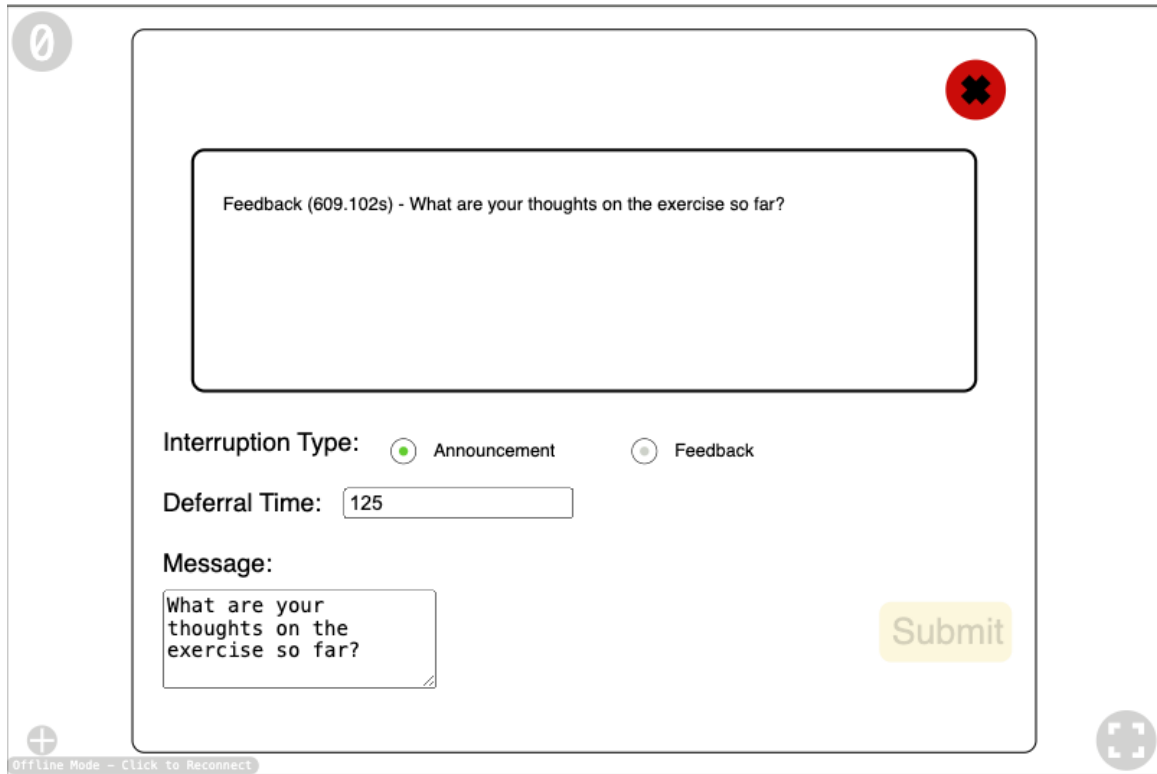 0
Feedback (609.102s) - What are your thoughts on the exercise so far?
Interruption Type: Announcement Feedback
Deferral Time: 125
Message:
What are your
thoughts on the
exercise so far?
Submit
Offline Mode – Click to Reconnect